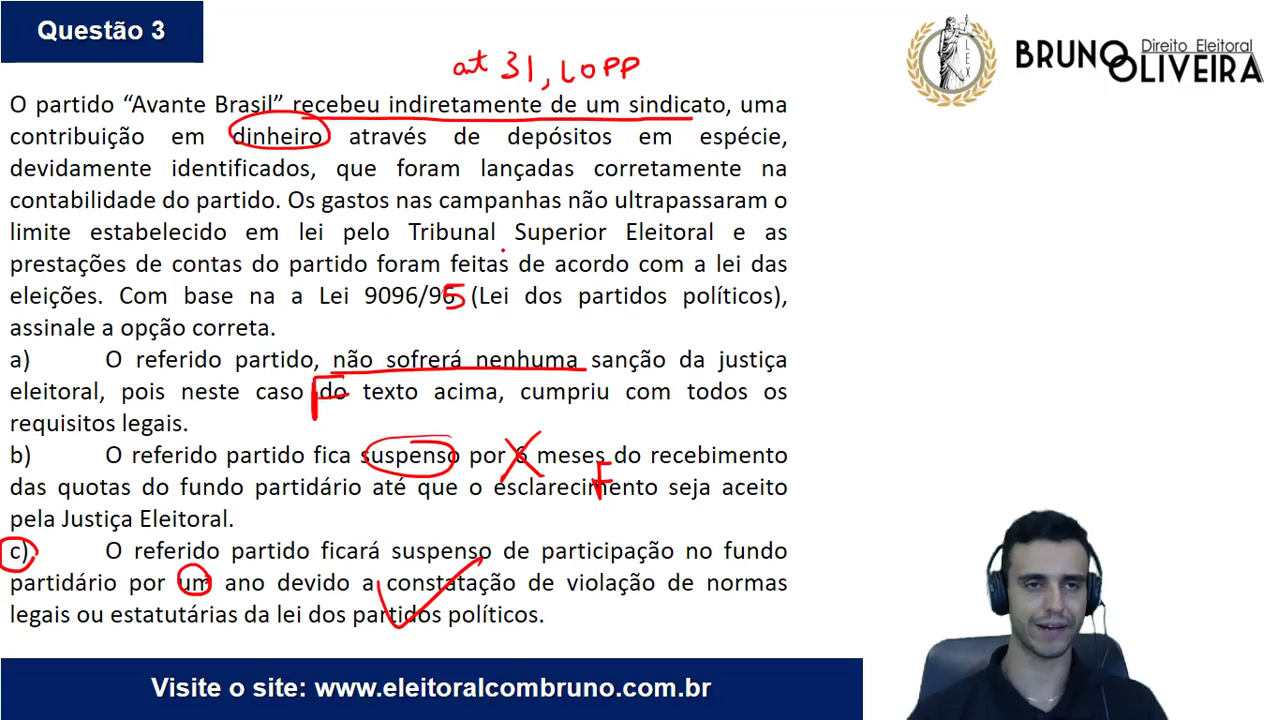 Questão 3
BRUNO OLIVEIRA
Direito Eleitoral
LEX
art 31, LOPP
O partido “Avante Brasil” recebeu indiretamente de um sindicato, uma
contribuição em dinheiro através de depósitos em espécie,
devidamente identificados, que foram lançadas corretamente na
contabilidade do partido. Os gastos nas campanhas não ultrapassaram o
limite estabelecido em lei pelo Tribunal Superior Eleitoral e as
prestações de contas do partido foram feitas de acordo com a lei das
eleições. Com base na a Lei 9096/95 (Lei dos partidos políticos),
assinale a opção correta.
a) O referido partido, não sofrerá nenhuma sanção da justiça
eleitoral, pois neste caso do texto acima, cumpriu com todos os
requisitos legais.
F
b) O referido partido fica suspenso por 6 meses do recebimento
das quotas do fundo partidário até que o esclarecimento seja aceito
pela Justiça Eleitoral.
F
c) O referido partido ficará suspenso de participação no fundo
partidário por um ano devido a constatação de violação de normas
legais ou estatutárias da lei dos partidos políticos.
Visite o site: www.eleitoralcombruno.com.br